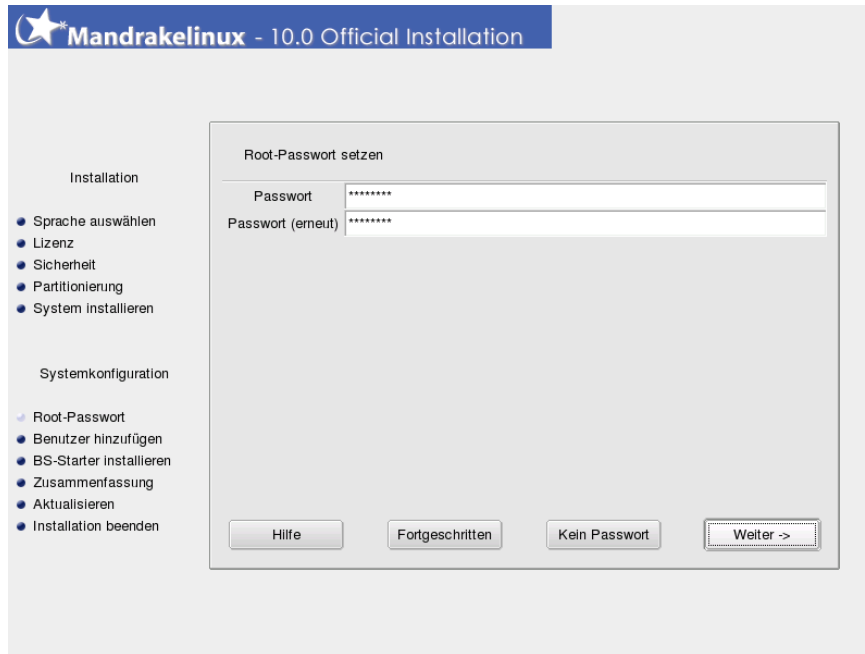 Mandrakelinux - 10.0 Official Installation
Installation
Sprache auswählen
Lizenz
Sicherheit
Partitionierung
System installieren
Systemkonfiguration
Root-Passwort
Benutzer hinzufügen
BS-Starter installieren
Zusammenfassung
Aktualisieren
Installation beenden
Root-Passwort setzen
Passwort ********
Passwort (erneut) ********
Hilfe
Fortgeschritten
Kein Passwort
Weiter ->